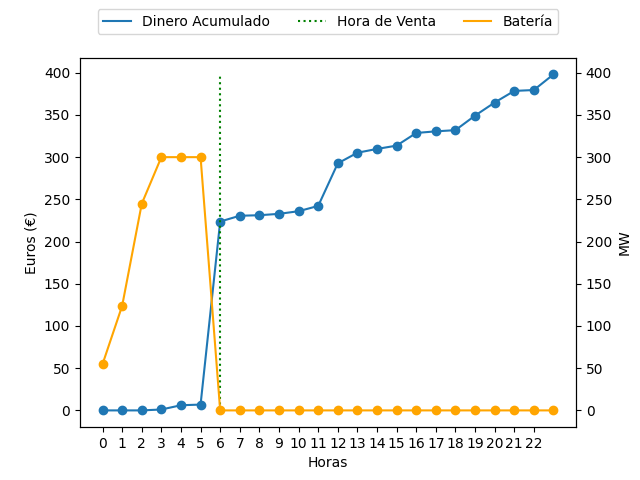 Dinero Acumulado Hora de Venta Batería
400 400
350 350
300 300
250 250
200 200
150 150
100 100
50 50
0 0
Euros (€)
MW
0 1 2 3 4 5 6 7 8 9 10 11 12 13 14 15 16 17 18 19 20 21 22
Horas